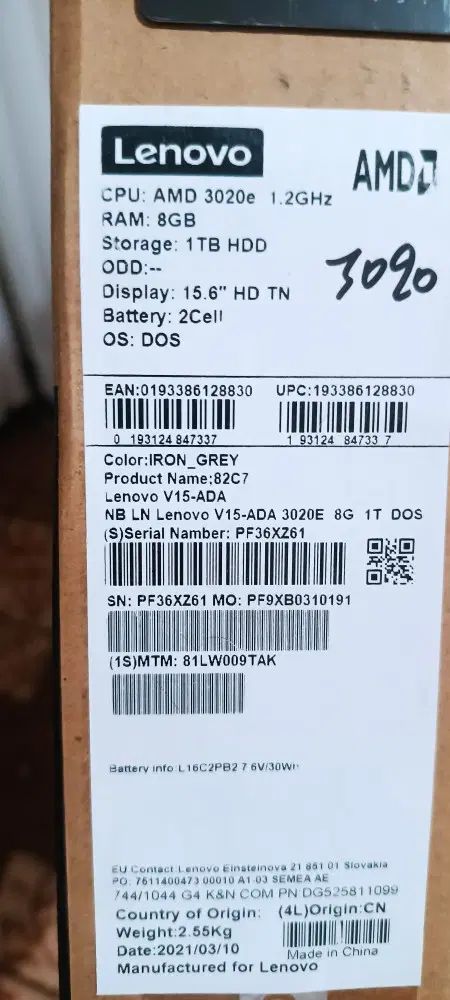 Lenovo
AMD
CPU: AMD 3020e 1.2GHz
RAM: 8GB
Storage: 1TB HDD
ODD:--
3090
Display: 15.6" HD TN
Battery: 2Cell
OS: DOS
EAN:0193386128830 UPC:193386128830
0 193124 847337 1 93124 84733 7
Color:IRON_GREY
Product Name;82C7
Lenovo V15-ADA
NB LN Lenovo V15-ADA 3020E 8G 1T DOS
(S)Serial Namber: PF36XZ61
SN: PF36XZ61 MO: PF9XB0310191
(1S)MTM: 81LW009TAK
Battery info:L16C2PB2 7 6V/30Wh
EU Contact Lenovo Einsteinova 21 851 01 Slovakia
PO: 7511400473 00010 A1 03 SEMEA AE
744/1044 G4 K&N COM PN DG525811099
Country of Origin: (4L)Origin:CN
Weight:2.55Kg
Date:2021/03/10 Made in China
Manufactured for Lenovo